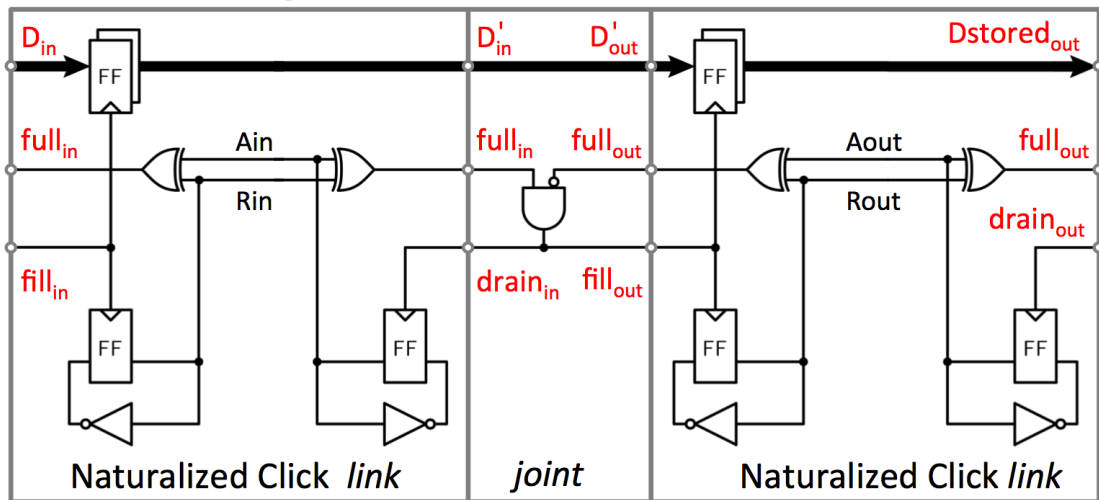 Din D'in D'out Dstoredout
FF FF
fullin Ain fullin fullout Aout fullout
Rin Rout
drainout
fillin drainin fillout
FF FF FF FF
Naturalized Click link joint Naturalized Click link